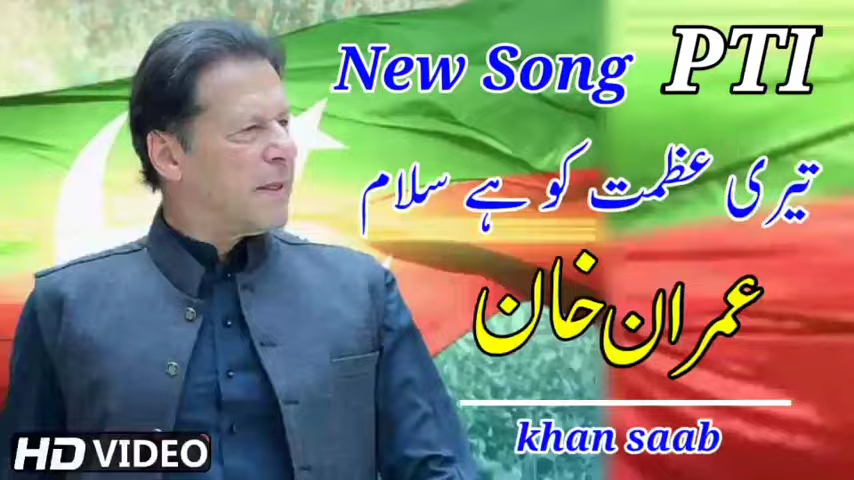 New Song PTI
تیری عظمت کو ہے سلام
عمران خان
khan saab
HD VIDEO